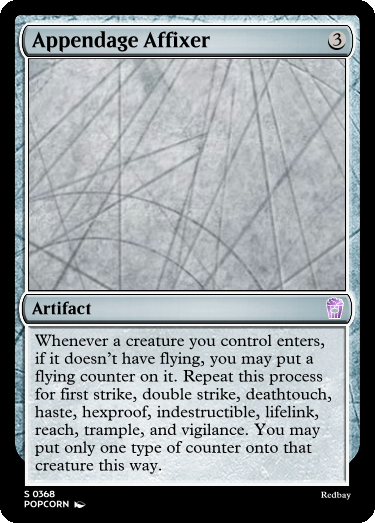 Appendage Affixer
3
Artifact
Whenever a creature you control enters,
if it doesn't have flying, you may put a
flying counter on it. Repeat this process
for first strike, double strike, deathtouch,
haste, hexproof, indestructible, lifelink,
reach, trample, and vigilance. You may
put only one type of counter onto that
creature this way.
S 0368
POPCORN
Redbay